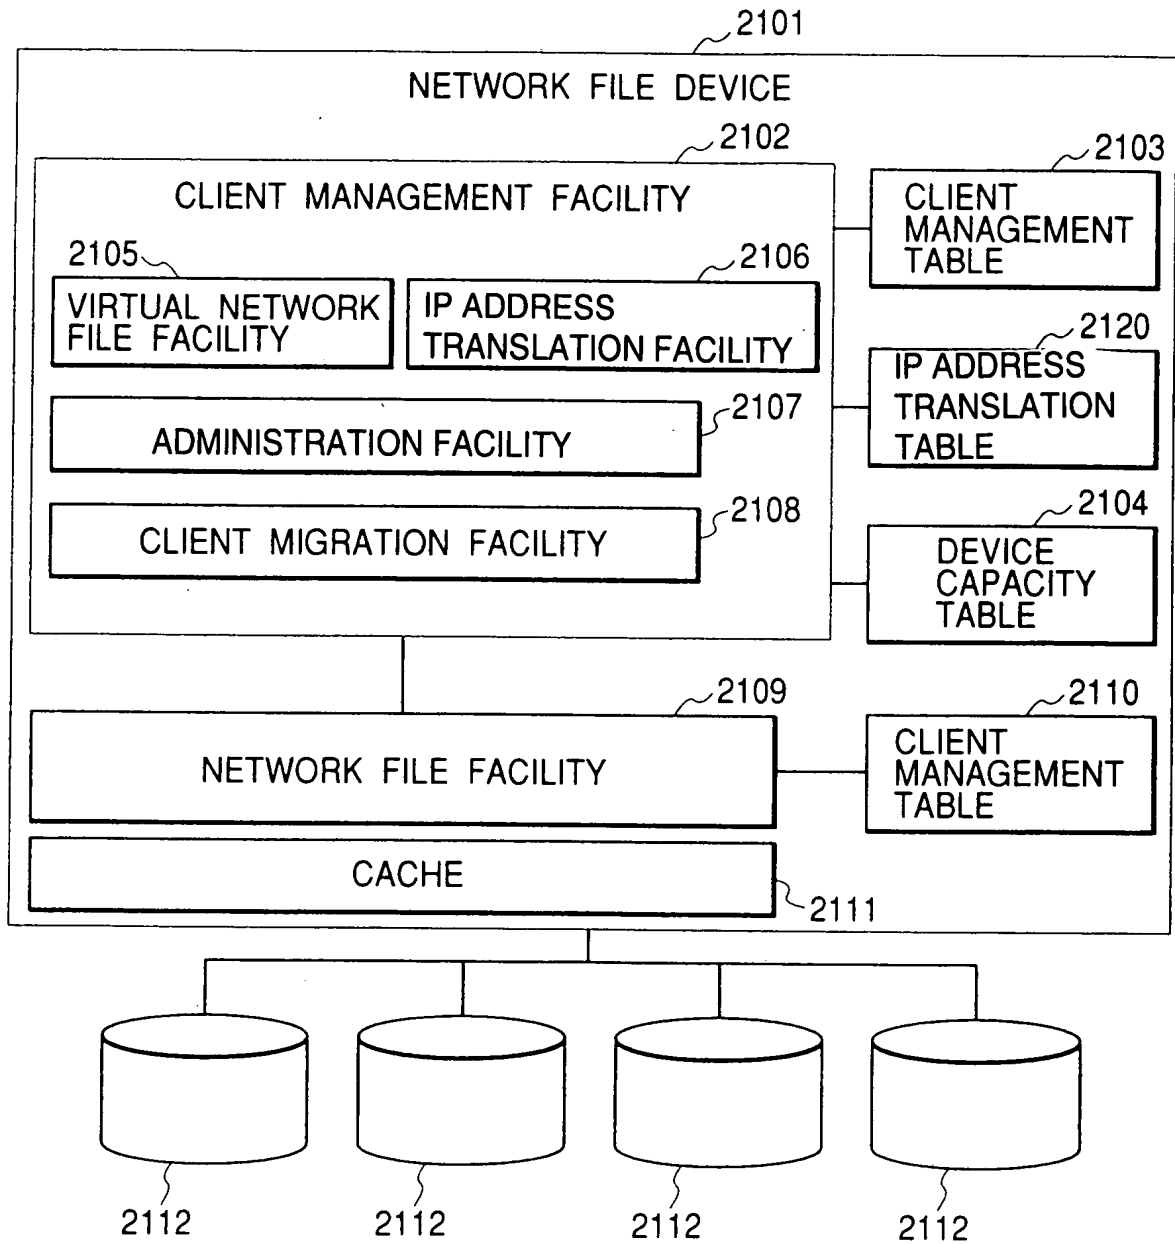 2101
NETWORK FILE DEVICE
2102
CLIENT MANAGEMENT FACILITY
2103
CLIENT
MANAGEMENT
TABLE
2105
VIRTUAL NETWORK
FILE FACILITY
2106
IP ADDRESS
TRANSLATION FACILITY
2120
IP ADDRESS
TRANSLATION
TABLE
2107
ADMINISTRATION FACILITY
2108
CLIENT MIGRATION FACILITY
2104
DEVICE
CAPACITY
TABLE
2109
NETWORK FILE FACILITY
2110
CLIENT
MANAGEMENT
TABLE
CACHE
2111
2112
2112
2112
2112